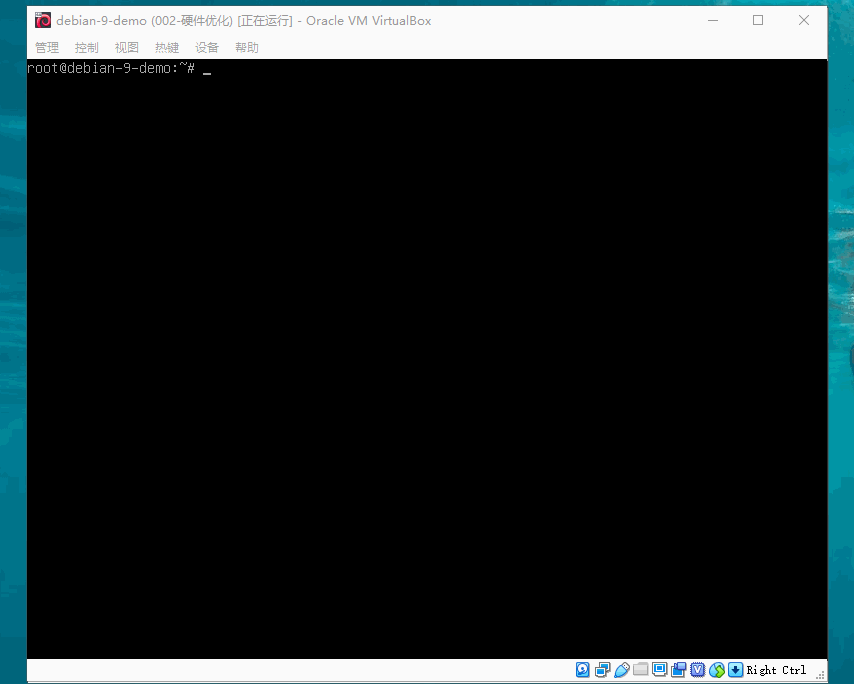 debian-9-demo (002-硬件优化) [正在运行] - Oracle VM VirtualBox
管理 控制 视图 热键 设备 帮助
root@debian-9-demo:~# _
Right Ctrl